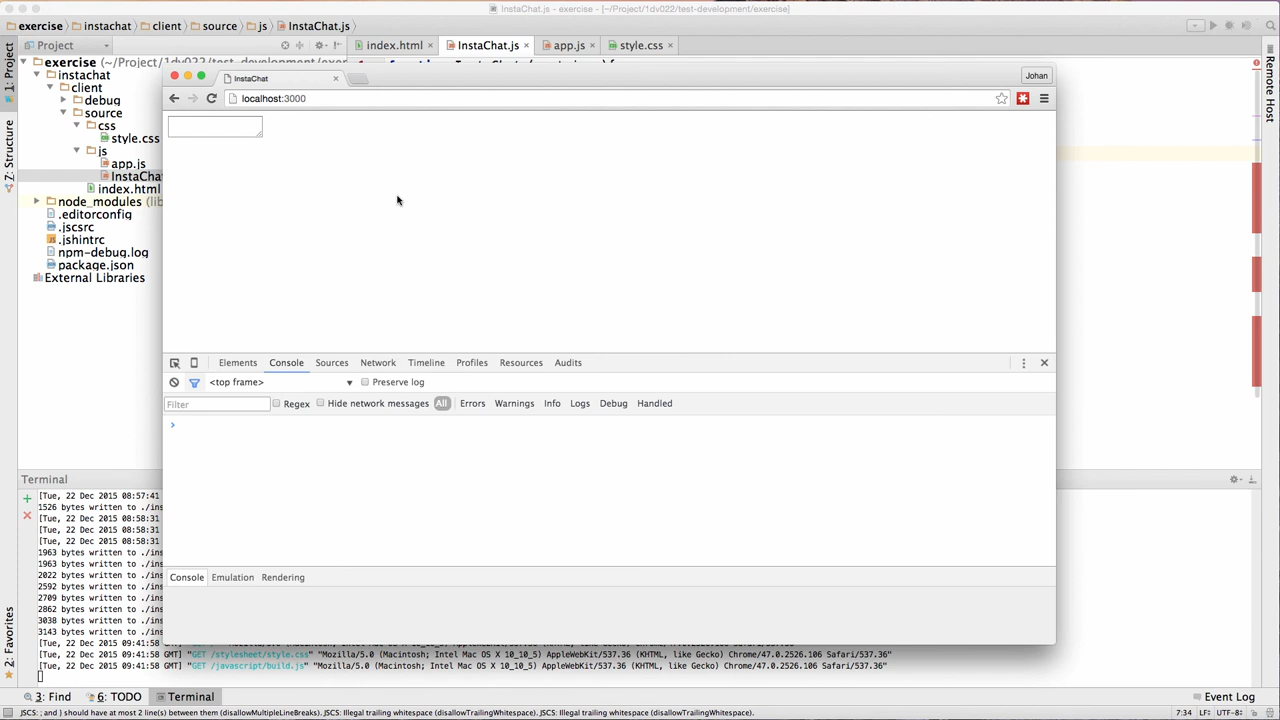 InstaChat.js - exercise - [~/Project/1dv022/test-development/exercise]
exercise instachat client source js InstaChat.js
1: Project
Z: Structure
2: Favorites
Remote Host
Project
index.html InstaChat.js app.js style.css
exercise (~/Project/1dv022/test-development/exer
instachat
client
debug
source
css
style.css
js
app.js
InstaCha
index.html
node_modules (lib
.editorconfig
.jscsrc
.jshintrc
npm-debug.log
package.json
External Libraries
InstaChat
Johan
localhost:3000
Elements Console Sources Network Timeline Profiles Resources Audits
<top frame> Preserve log
Filter Regex Hide network messages All Errors Warnings Info Logs Debug Handled
>
Console Emulation Rendering
Terminal
[Tue, 22 Dec 2015 08:57:41
1526 bytes written to ./ins
[Tue, 22 Dec 2015 08:58:31
[Tue, 22 Dec 2015 08:58:31
[Tue, 22 Dec 2015 08:58:31
1963 bytes written to ./ins
1963 bytes written to ./ins
2022 bytes written to ./ins
2592 bytes written to ./ins
2709 bytes written to ./ins
2862 bytes written to ./ins
3038 bytes written to ./ins
3143 bytes written to ./ins
[Tue, 22 Dec 2015 09:41:58 GMT] "GET /stylesheet/style.css" "Mozilla/5.0 (Macintosh; Intel Mac OS X 10_10_5) AppleWebKit/537.36 (KHTML, like Gecko) Chrome/47.0.2526.106 Safari/537.36"
[Tue, 22 Dec 2015 09:41:58 GMT] "GET /javascript/build.js" "Mozilla/5.0 (Macintosh; Intel Mac OS X 10_10_5) AppleWebKit/537.36 (KHTML, like Gecko) Chrome/47.0.2526.106 Safari/537.36"
3: Find 6: TODO Terminal Event Log
JSCS: ; and } should have at most 2 line(s) between them (disallowMultipleLineBreaks). JSCS: Illegal trailing whitespace (disallowTrailingWhitespace). JSCS: Illegal trailing whitespace (disallowTrailingWhitespace). 7:34 LF÷ UTF-8÷